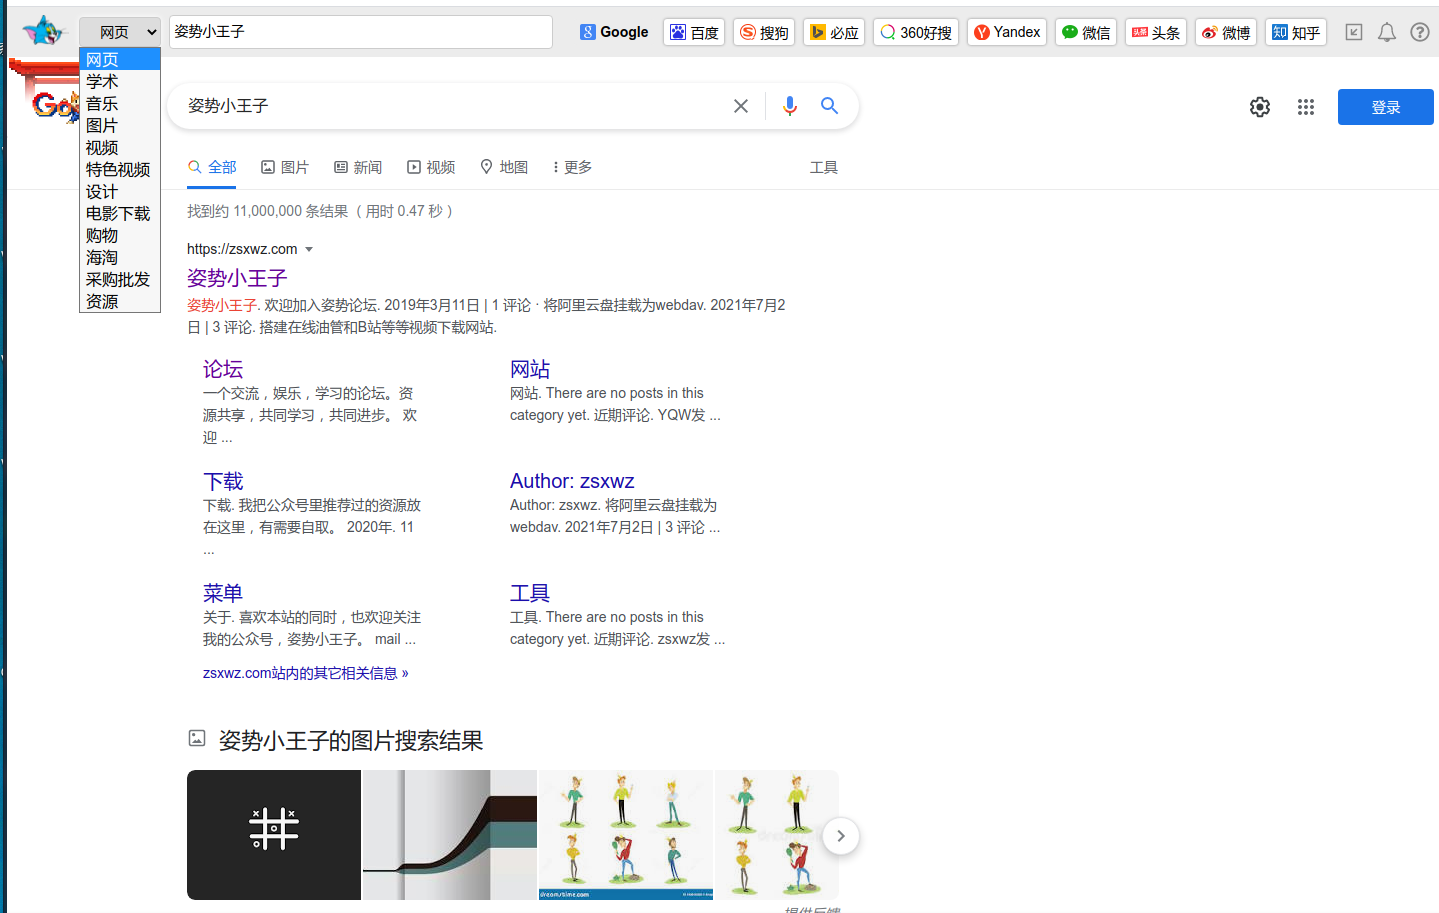 网页
姿势小王子
Google
百度
搜狗
必应
360好搜
Yandex
微信
头条
微博
知乎
网页
学术
音乐
图片
视频
特色视频
设计
电影下载
购物
海淘
采购批发
资源
姿势小王子
登录
全部
图片
新闻
视频
地图
更多
工具
找到约 11,000,000 条结果（用时 0.47 秒）
https://zsxwz.com
姿势小王子
姿势小王子. 欢迎加入姿势论坛. 2019年3月11日 | 1 评论 · 将阿里云盘挂载为webdav. 2021年7月2
日 | 3 评论. 搭建在线油管和B站等等视频下载网站.
论坛
一个交流，娱乐，学习的论坛。资
源共享，共同学习，共同进步。 欢
迎 ...
网站
网站. There are no posts in this
category yet. 近期评论. YQW发 ...
下载
下载. 我把公众号里推荐过的资源放
在这里，有需要自取。 2020年. 11
...
Author: zsxwz
Author: zsxwz. 将阿里云盘挂载为
webdav. 2021年7月2日 | 3 评论 ...
菜单
关于. 喜欢本站的同时，也欢迎关注
我的公众号，姿势小王子。 mail ...
工具
工具. There are no posts in this
category yet. 近期评论. zsxwz发 ...
zsxwz.com站内的其它相关信息 »
姿势小王子的图片搜索结果
dreamstime.com
提供反馈